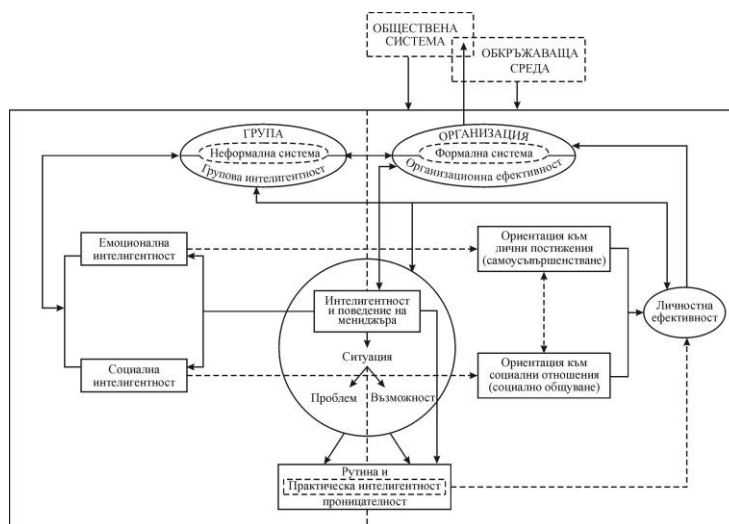 ОБЩЕСТВЕНА
СИСТЕМА
ОБКРЪЖАВАЩА
СРЕДА
ГРУПА
Неформална система
Групова интелигентност
ОРГАНИЗАЦИЯ
Формална система
Организационна ефективност
Емоционална
интелигентност
Ориентация към
лични постижения
(самоусъвършенстване)
Интелигентност
и поведение на
мениджъра
Личностна
ефективност
Ситуация
Социална
интелигентност
Ориентация към
социални отношения
(социално общуване)
Проблем
Възможност
Рутина и
Практическа интелигентност
проницателност